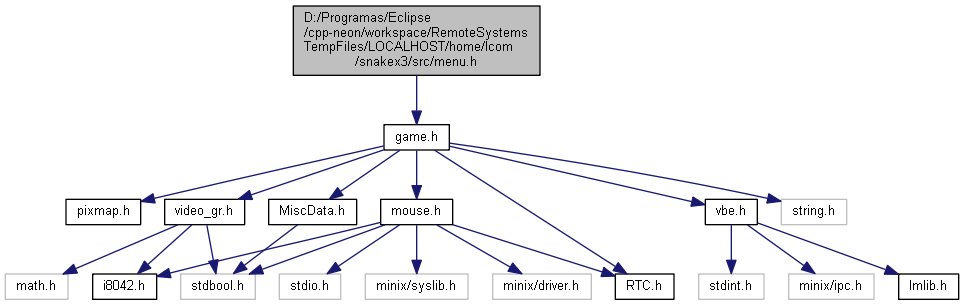 D:/Programas/Eclipse
/cpp-neon/workspace/RemoteSystems
TempFiles/LOCALHOST/home/lcom
/snakex3/src/menu.h
game.h
pixmap.h
video_gr.h
MiscData.h
mouse.h
vbe.h
string.h
math.h
i8042.h
stdbool.h
stdio.h
minix/syslib.h
minix/driver.h
RTC.h
stdint.h
minix/ipc.h
lmlib.h